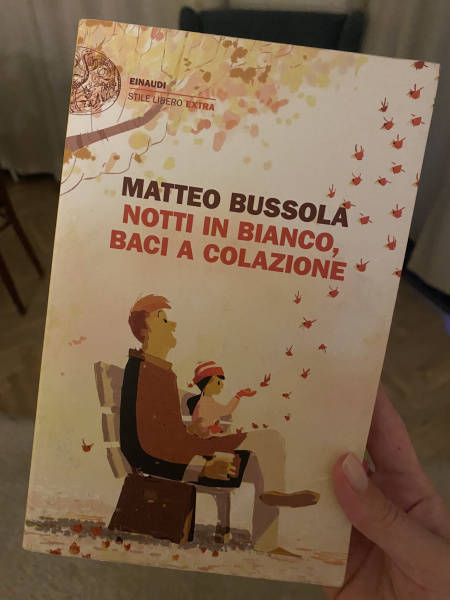 EINAUDI
STILE LIBERO EXTRA
MATTEO BUSSOLA
NOTTI IN BIANCO,
BACI A COLAZIONE